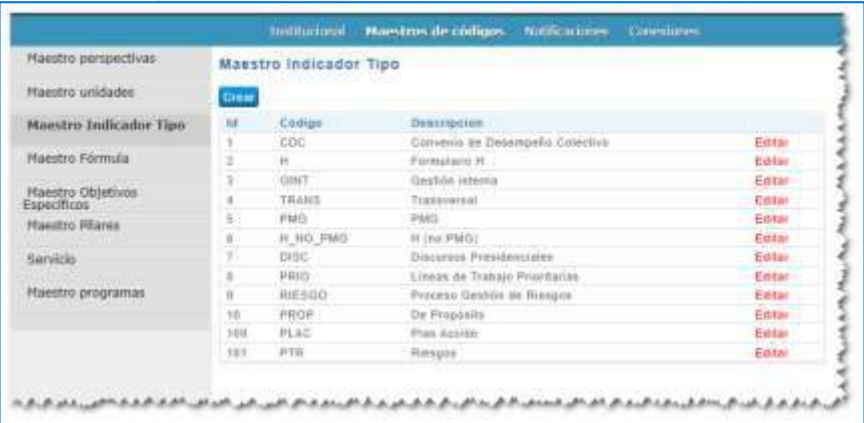 Institucional Maestros de códigos Notificaciones Conexiones
Maestro perspectivas
Maestro unidades
Maestro Indicador Tipo
Maestro Fórmula
Maestro Objetivos
Específicos
Maestro Pilares
Servicio
Maestro programas
Maestro Indicador Tipo
Crear
Id Codigo Descripcion
1 CDC Convenio de Desempeño Colectivo Editar
2 H Formulario H Editar
3 GINT Gestión interna Editar
4 TRANS Transversal Editar
5 PMG PMG Editar
6 H_NO_PMG H (no PMG) Editar
7 DISC Discursos Presidenciales Editar
8 PRIO Líneas de Trabajo Prioritarias Editar
9 RIESGO Proceso Gestión de Riesgos Editar
10 PROP De Propósito Editar
100 PLAC Plan Acción Editar
101 PTR Riesgos Editar